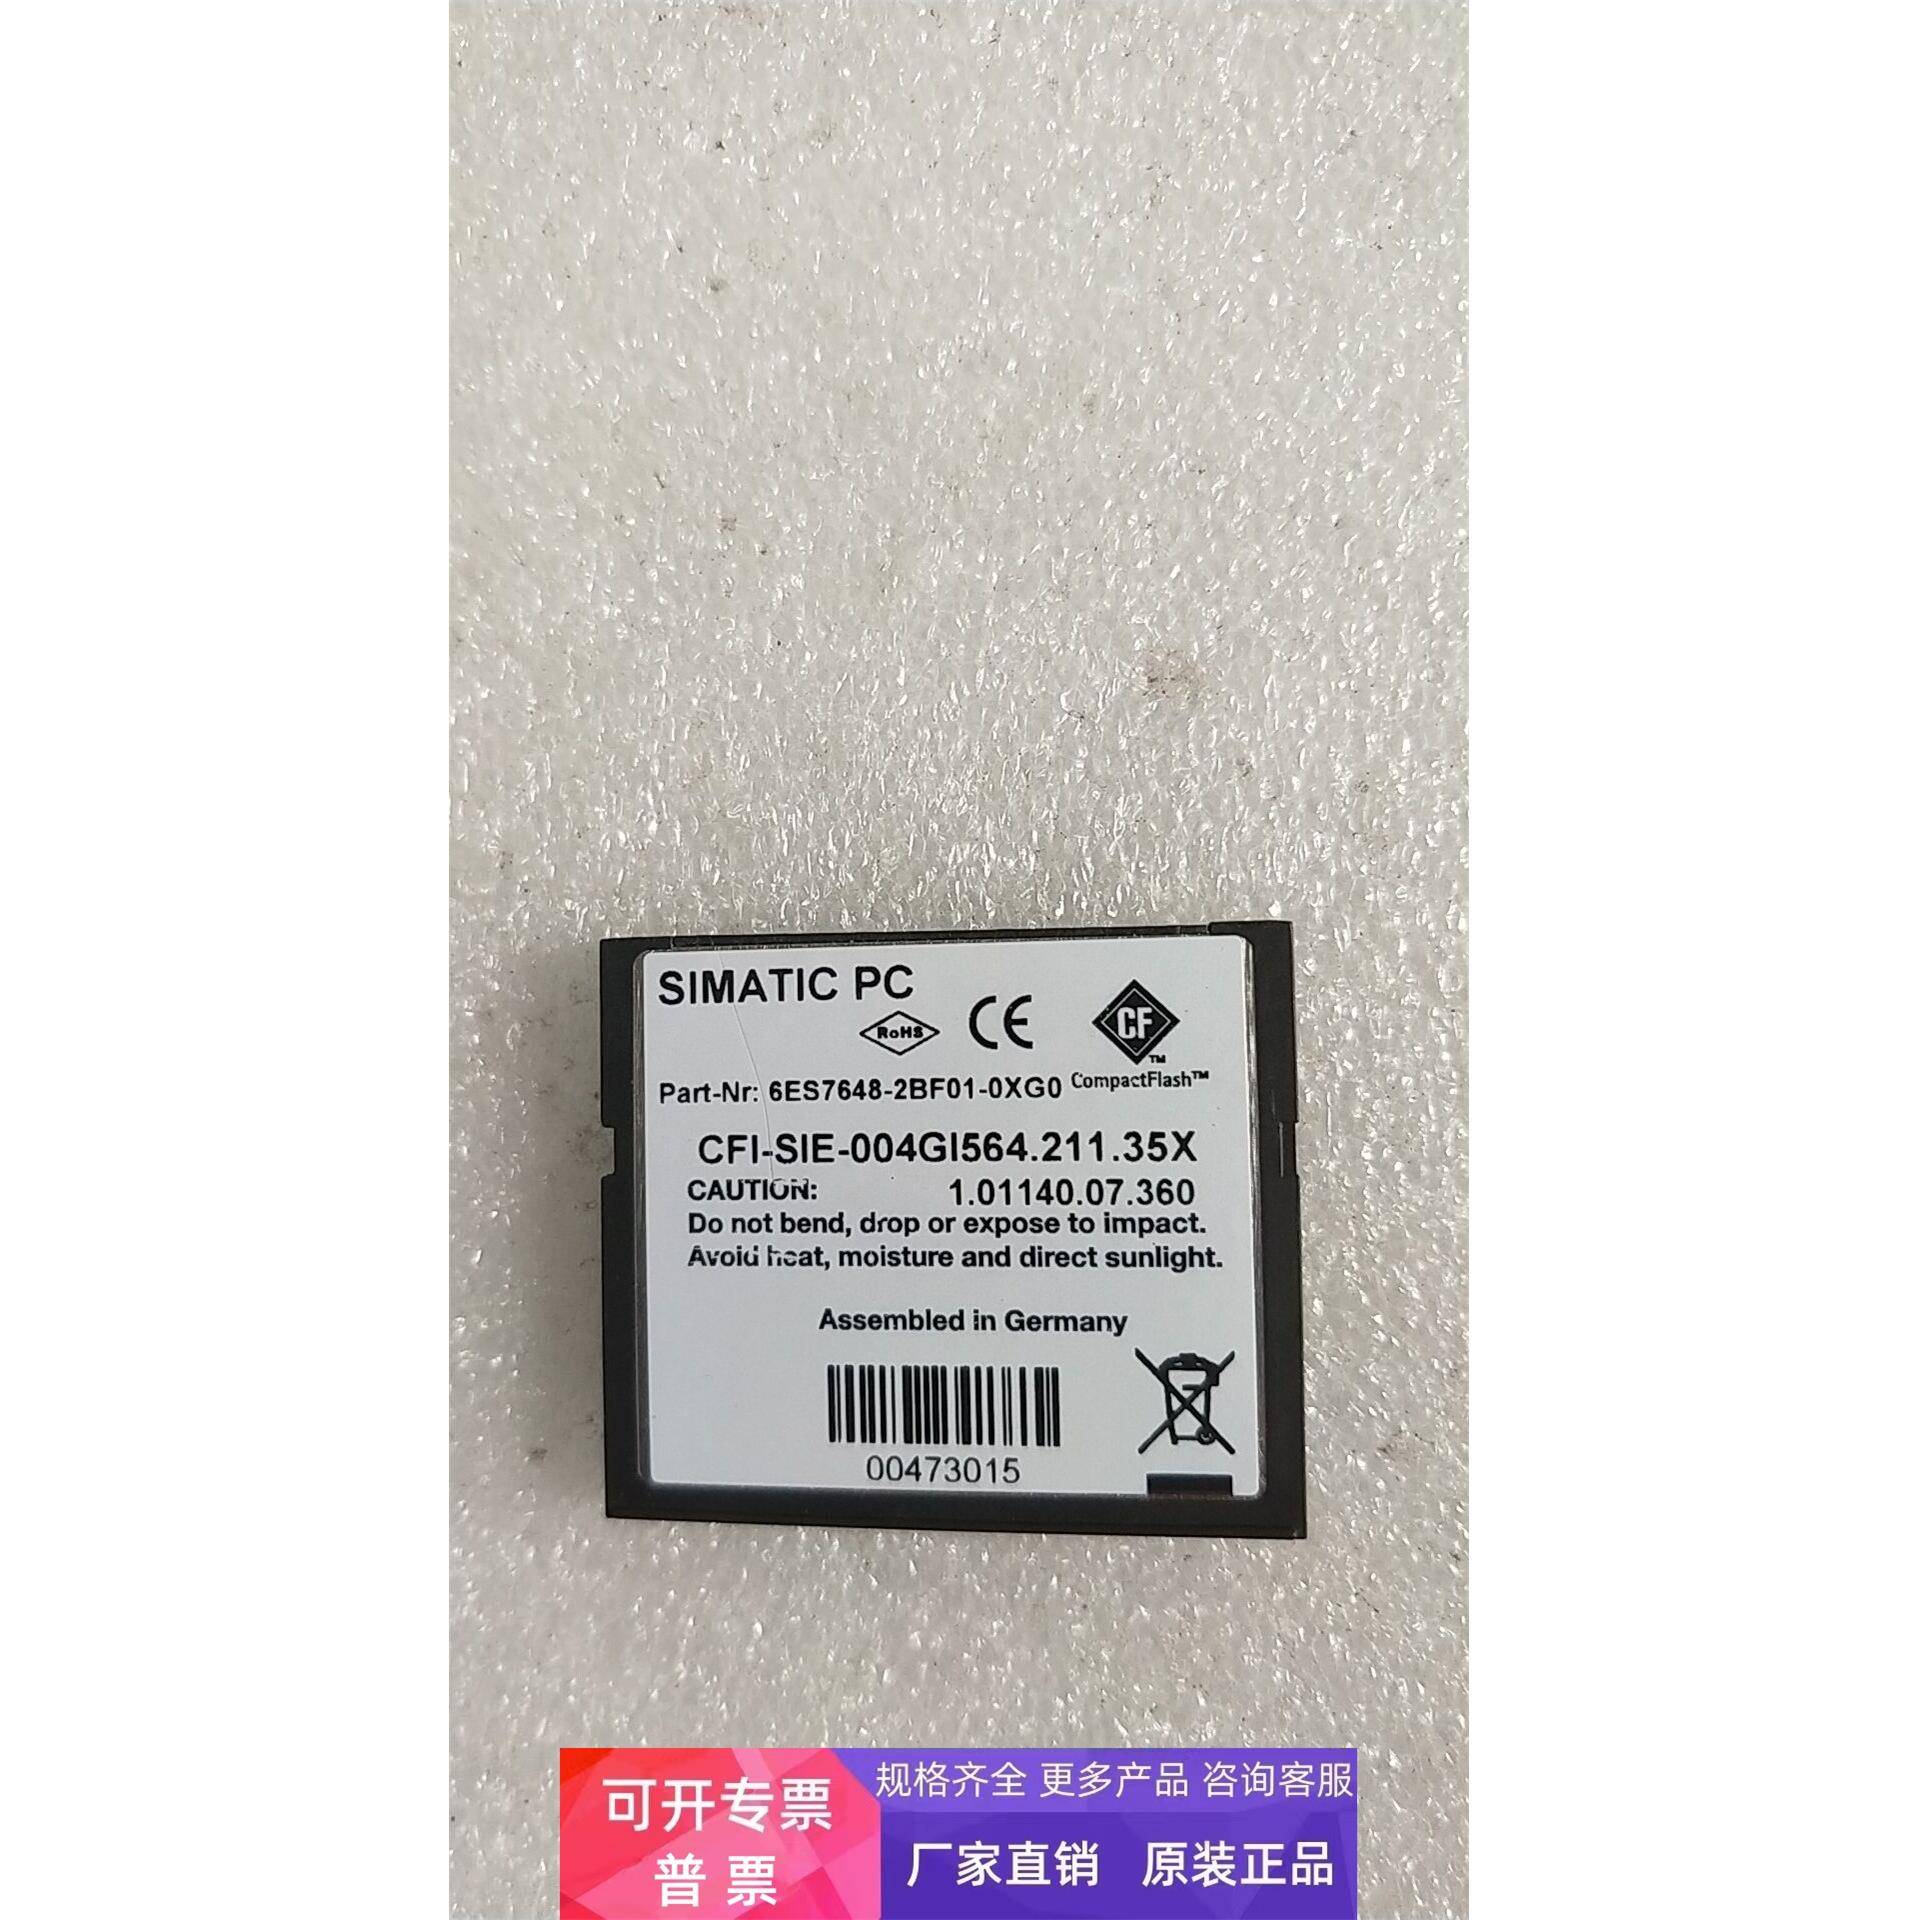 SIMATIC PC
RoHS
CE
CF
™
CompactFlash™
Part-Nr: 6ES7648-2BF01-0XG0
CFI-SIE-004GI564.211.35X
CAUTION: 1.01140.07.360
Do not bend, drop or expose to impact.
Avoid heat, moisture and direct sunlight.
Assembled in Germany
00473015
可开专票
普票
规格齐全 更多产品 咨询客服
厂家直销 原装正品